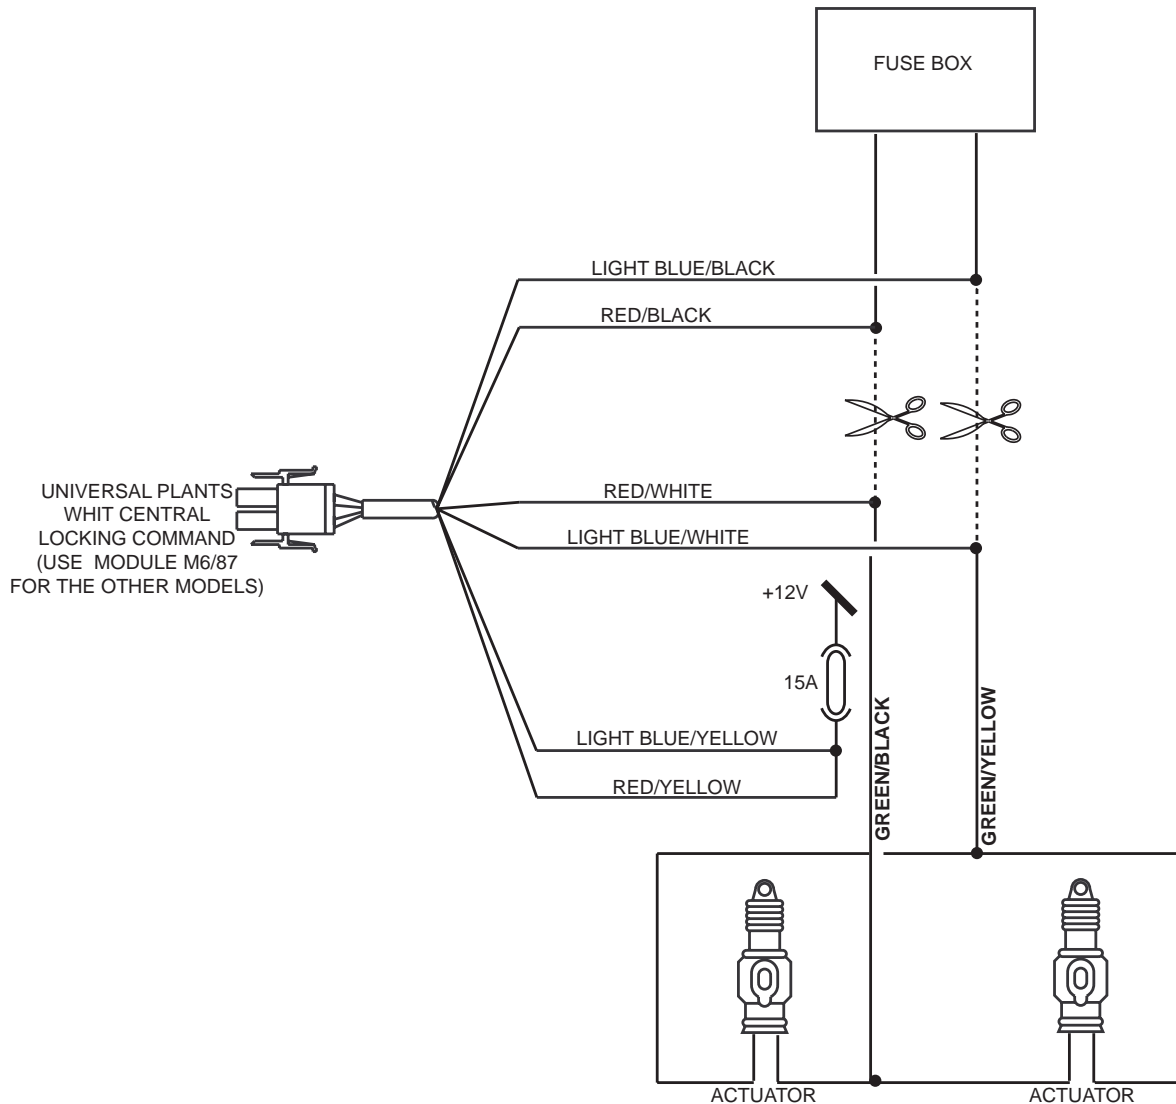 FUSE BOX
LIGHT BLUE/BLACK
RED/BLACK
RED/WHITE
LIGHT BLUE/WHITE
UNIVERSAL PLANTS
WHIT CENTRAL
LOCKING COMMAND
(USE MODULE M6/87
FOR THE OTHER MODELS)
+12V
15A
LIGHT BLUE/YELLOW
RED/YELLOW
GREEN/BLACK
GREEN/YELLOW
ACTUATOR
ACTUATOR